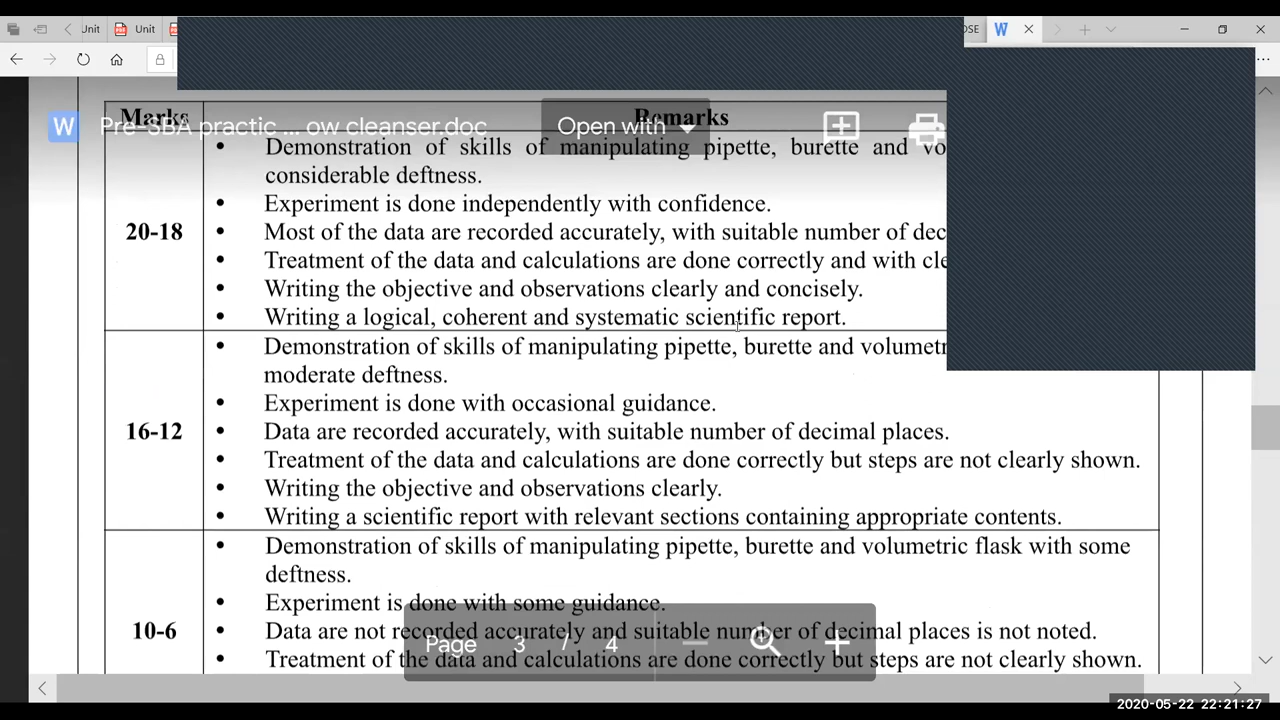 Unit
Unit
OSE
Marks
Remarks
Pre-SBA practic ... ow cleanser.doc
Open with
Demonstration of skills of manipulating pipette, burette and vo
considerable deftness.
Experiment is done independently with confidence.
20-18
Most of the data are recorded accurately, with suitable number of dec
Treatment of the data and calculations are done correctly and with cle
Writing the objective and observations clearly and concisely.
Writing a logical, coherent and systematic scientific report.
Demonstration of skills of manipulating pipette, burette and volumetr
moderate deftness.
Experiment is done with occasional guidance.
16-12
Data are recorded accurately, with suitable number of decimal places.
Treatment of the data and calculations are done correctly but steps are not clearly shown.
Writing the objective and observations clearly.
Writing a scientific report with relevant sections containing appropriate contents.
Demonstration of skills of manipulating pipette, burette and volumetric flask with some
deftness.
Experiment is done with some guidance.
10-6
Data are not recorded accurately and suitable number of decimal places is not noted.
Page 3 / 4
Treatment of the data and calculations are done correctly but steps are not clearly shown.
2020-05-22 22:21:27